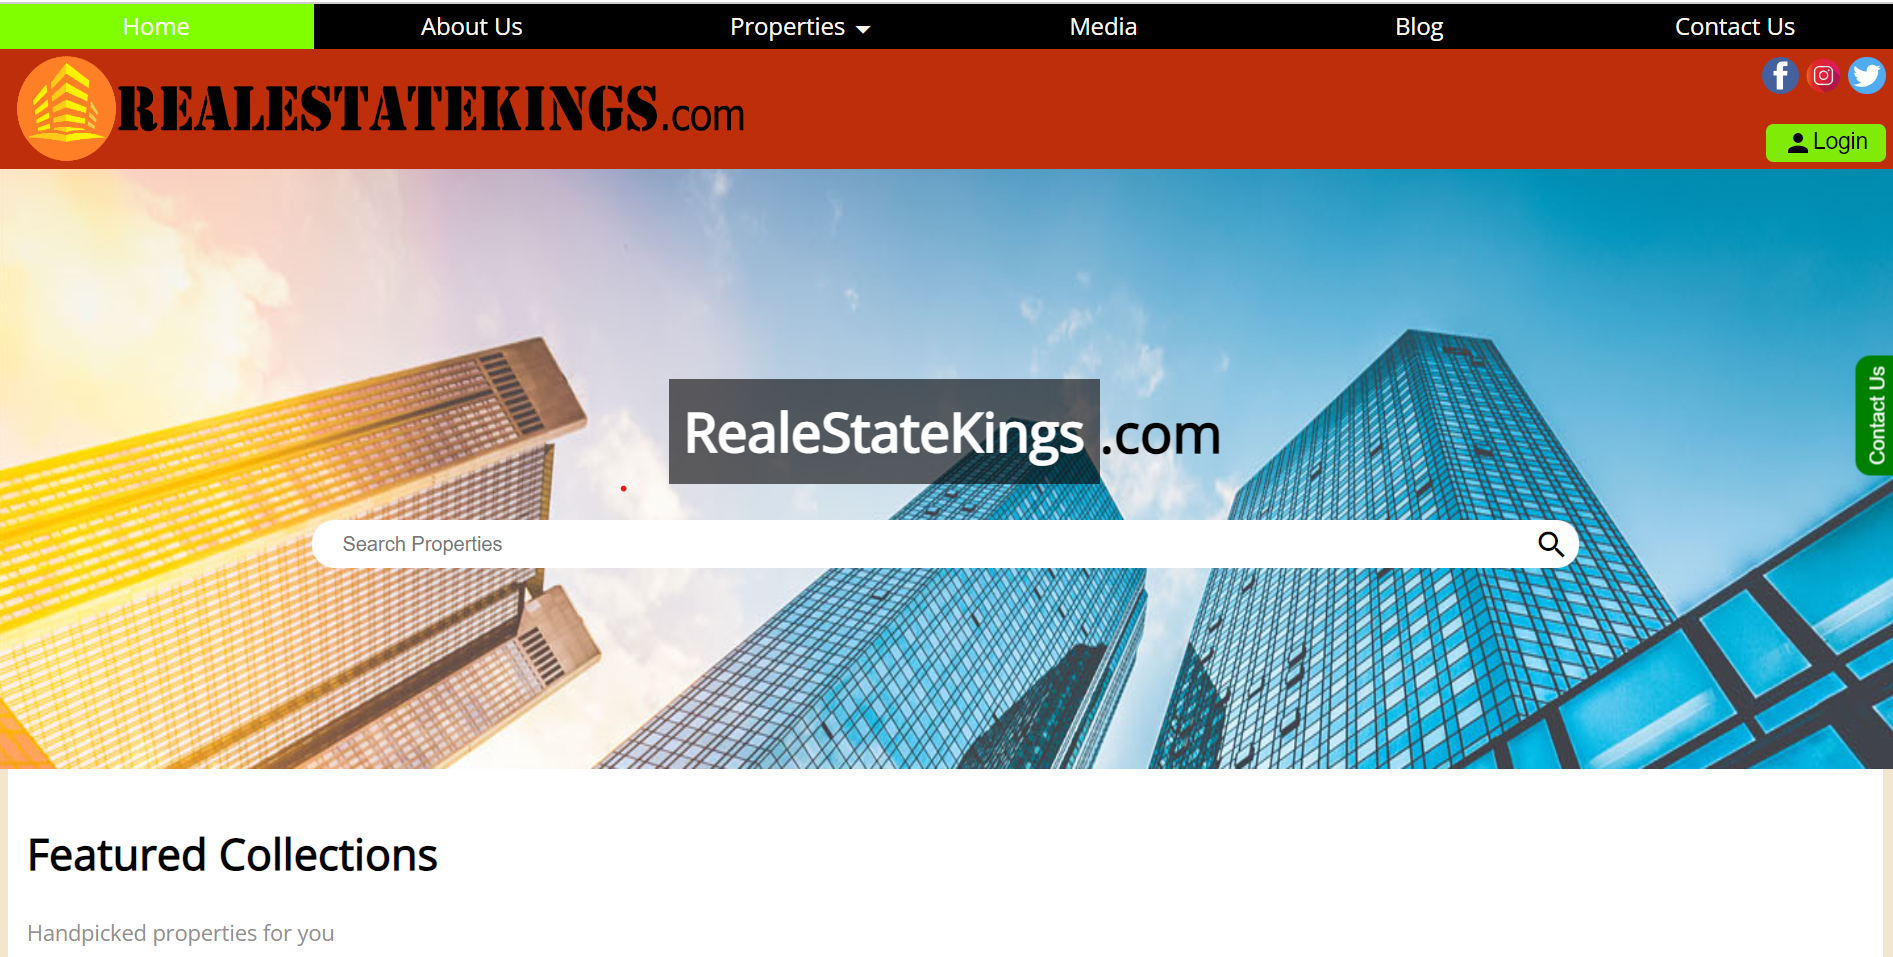 Home About Us Properties Media Blog Contact Us
REALESTATEKINGS.com
Login
RealeStateKings .com
Contact Us
Search Properties
Featured Collections
Handpicked properties for you